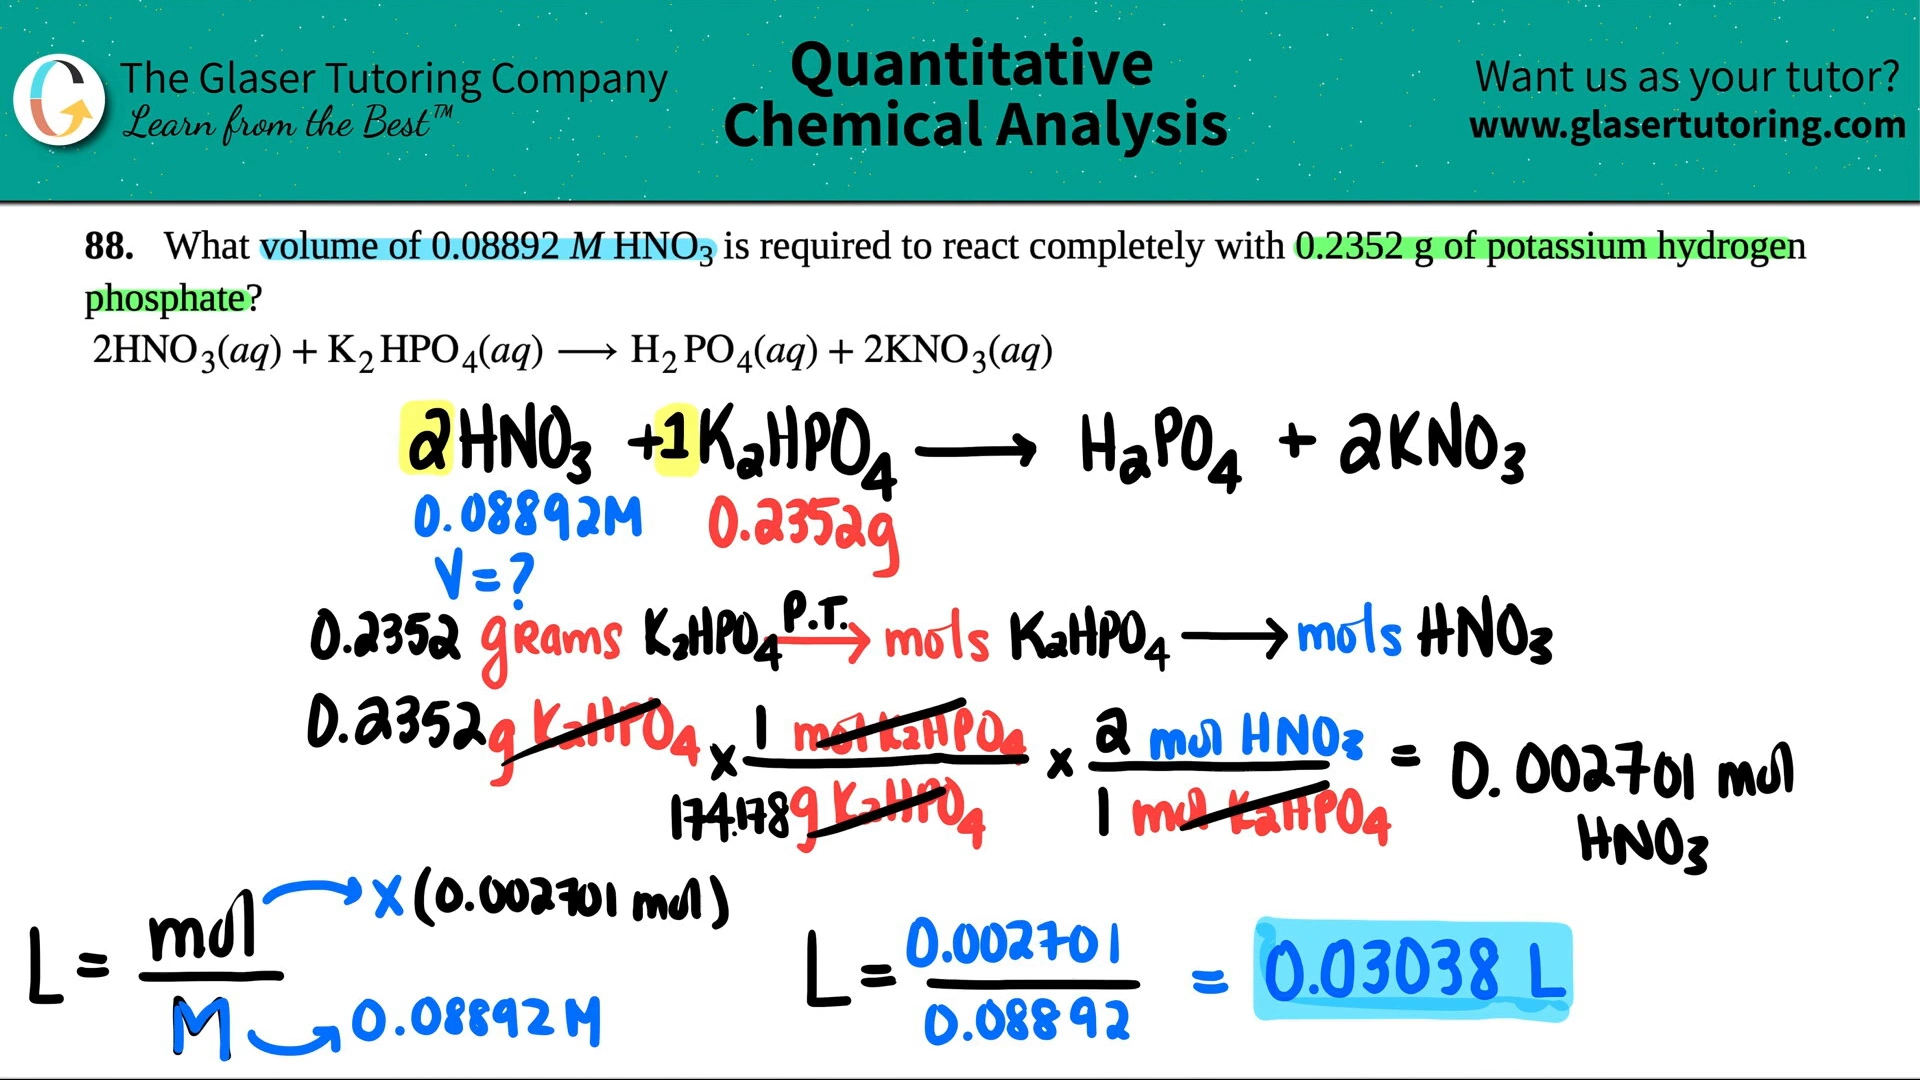 The Glaser Tutoring Company
Learn from the Best™
Quantitative
Chemical Analysis
Want us as your tutor?
www.glasertutoring.com
88. What volume of 0.08892 M HNO₃ is required to react completely with 0.2352 g of potassium hydrogen
phosphate?
2HNO₃(aq) + K₂HPO₄(aq) ⟶ H₂PO₄(aq) + 2KNO₃(aq)
2HNO₃ + 1K₂HPO₄ ⟶ H₂PO₄ + 2KNO₃
0.08892M 0.2352g
V = ?
P.T.
0.2352 grams K₂HPO₄ → mols K₂HPO₄ → mols HNO₃
0.2352g K₂HPO₄ × 1 mol K₂HPO₄ / 174.178g K₂HPO₄ × 2 mol HNO₃ / 1 mol K₂HPO₄ = 0.002701 mol
HNO₃
L = mol / M
x (0.002701 mol)
0.08892M
L = 0.002701 / 0.08892 = 0.03038 L